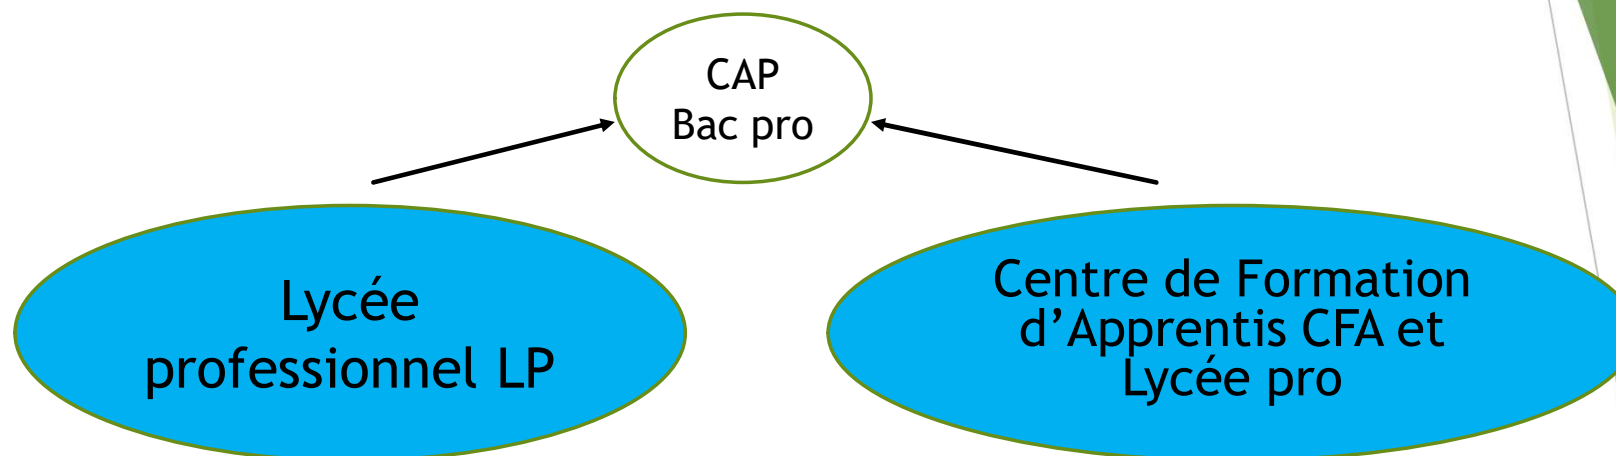 CAP
Bac pro
Lycée
professionnel LP
Centre de Formation
d’Apprentis CFA et
Lycée pro